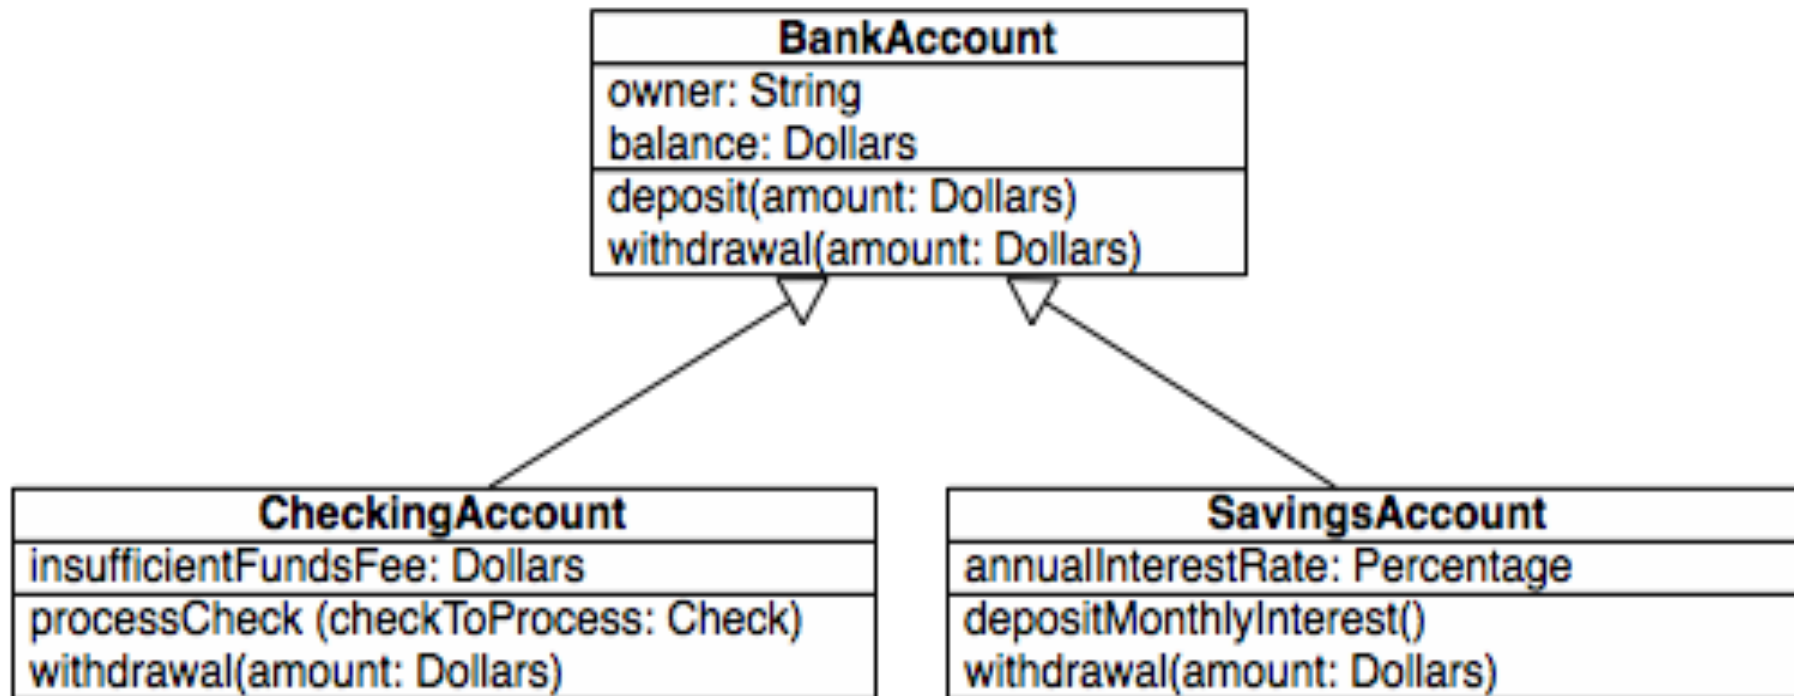 BankAccount
owner: String
balance: Dollars
deposit(amount: Dollars)
withdrawal(amount: Dollars)
CheckingAccount
insufficientFundsFee: Dollars
processCheck (checkToProcess: Check)
withdrawal(amount: Dollars)
SavingsAccount
annualInterestRate: Percentage
depositMonthlyInterest()
withdrawal(amount: Dollars)